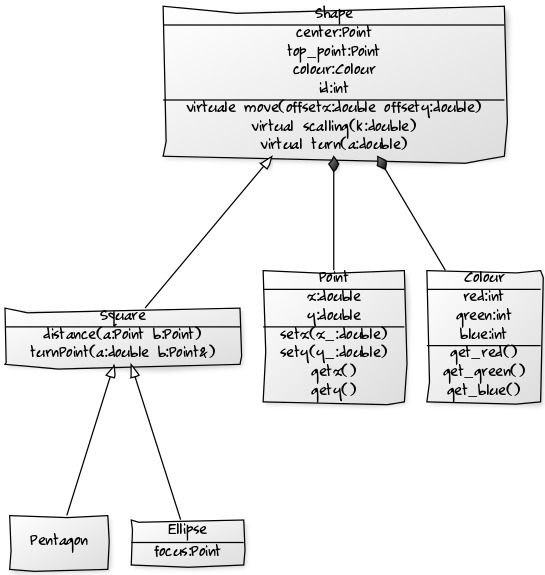 Shape
center:Point
top_point:Point
colour:Colour
id:int
virtuale move(offsetx:double offsety:double)
virtual scalling(k:double)
virtual turn(a:double)
Square
distance(a:Point b:Point)
turnPoint(a:double b:Point&)
Point
x:double
y:double
setx(x_:double)
sety(y_:double)
getx()
gety()
Colour
red:int
green:int
blue:int
get_red()
get_green()
get_blue()
Pentagon
Ellipse
focus:Point